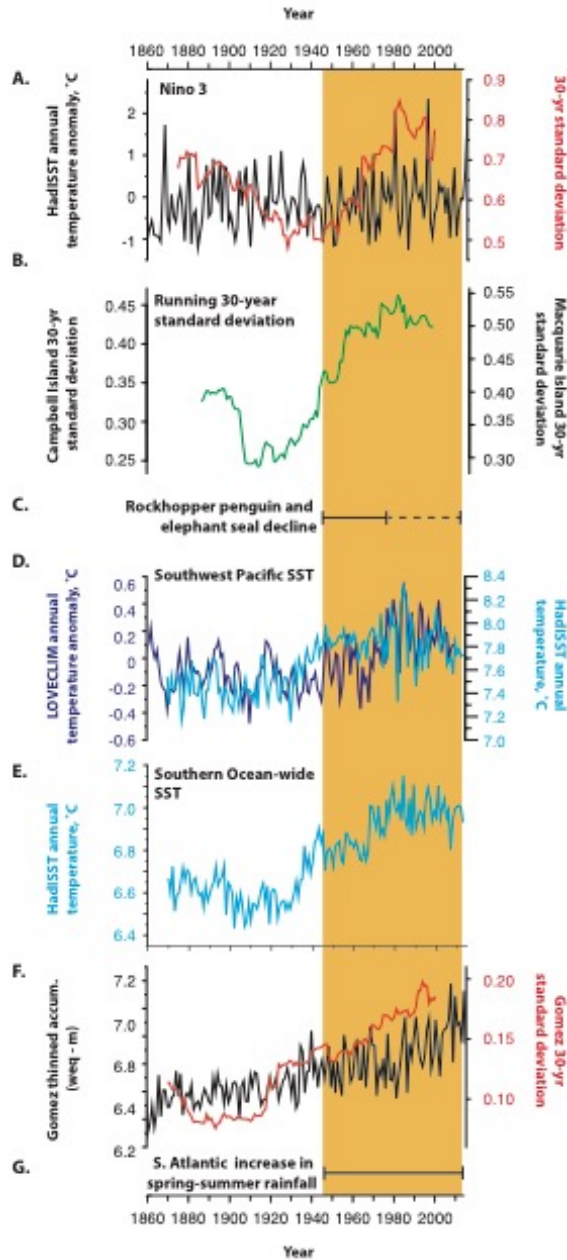 Year
1860 1880 1900 1920 1940 1960 1980 2000
A.
Nino 3
HadISST annual
temperature anomaly, °C
2
1
0
-1
0.9
0.8
0.7
0.6
0.5
30-yr standard
deviation
B.
Running 30-year
standard deviation
Campbell Island 30-yr
standard deviation
0.45
0.40
0.35
0.30
0.25
0.55
0.50
0.40
0.35
0.30
Macquarie Island 30-yr
standard deviation
C.
Rockhopper penguin and
elephant seal decline
D.
Southwest Pacific SST
LOVECLIM annual
temperature anomaly, °C
0.6
0.4
0.2
0
-0.2
-0.4
-0.6
8.4
8.2
8.0
7.8
7.6
7.4
7.2
7.0
HadISST annual
temperature, °C
E.
Southern Ocean-wide
SST
HadISST annual
temperature, °C
7.2
7.0
6.8
6.6
6.4
F.
Gomez thinned accum.
(weq - m)
7.2
7.0
6.8
6.4
6.2
0.20
0.15
0.10
Gomez 30-yr
standard deviation
G.
S. Atlantic increase in
spring-summer rainfall
1860 1880 1900 1920 1940 1960 1980 2000
Year